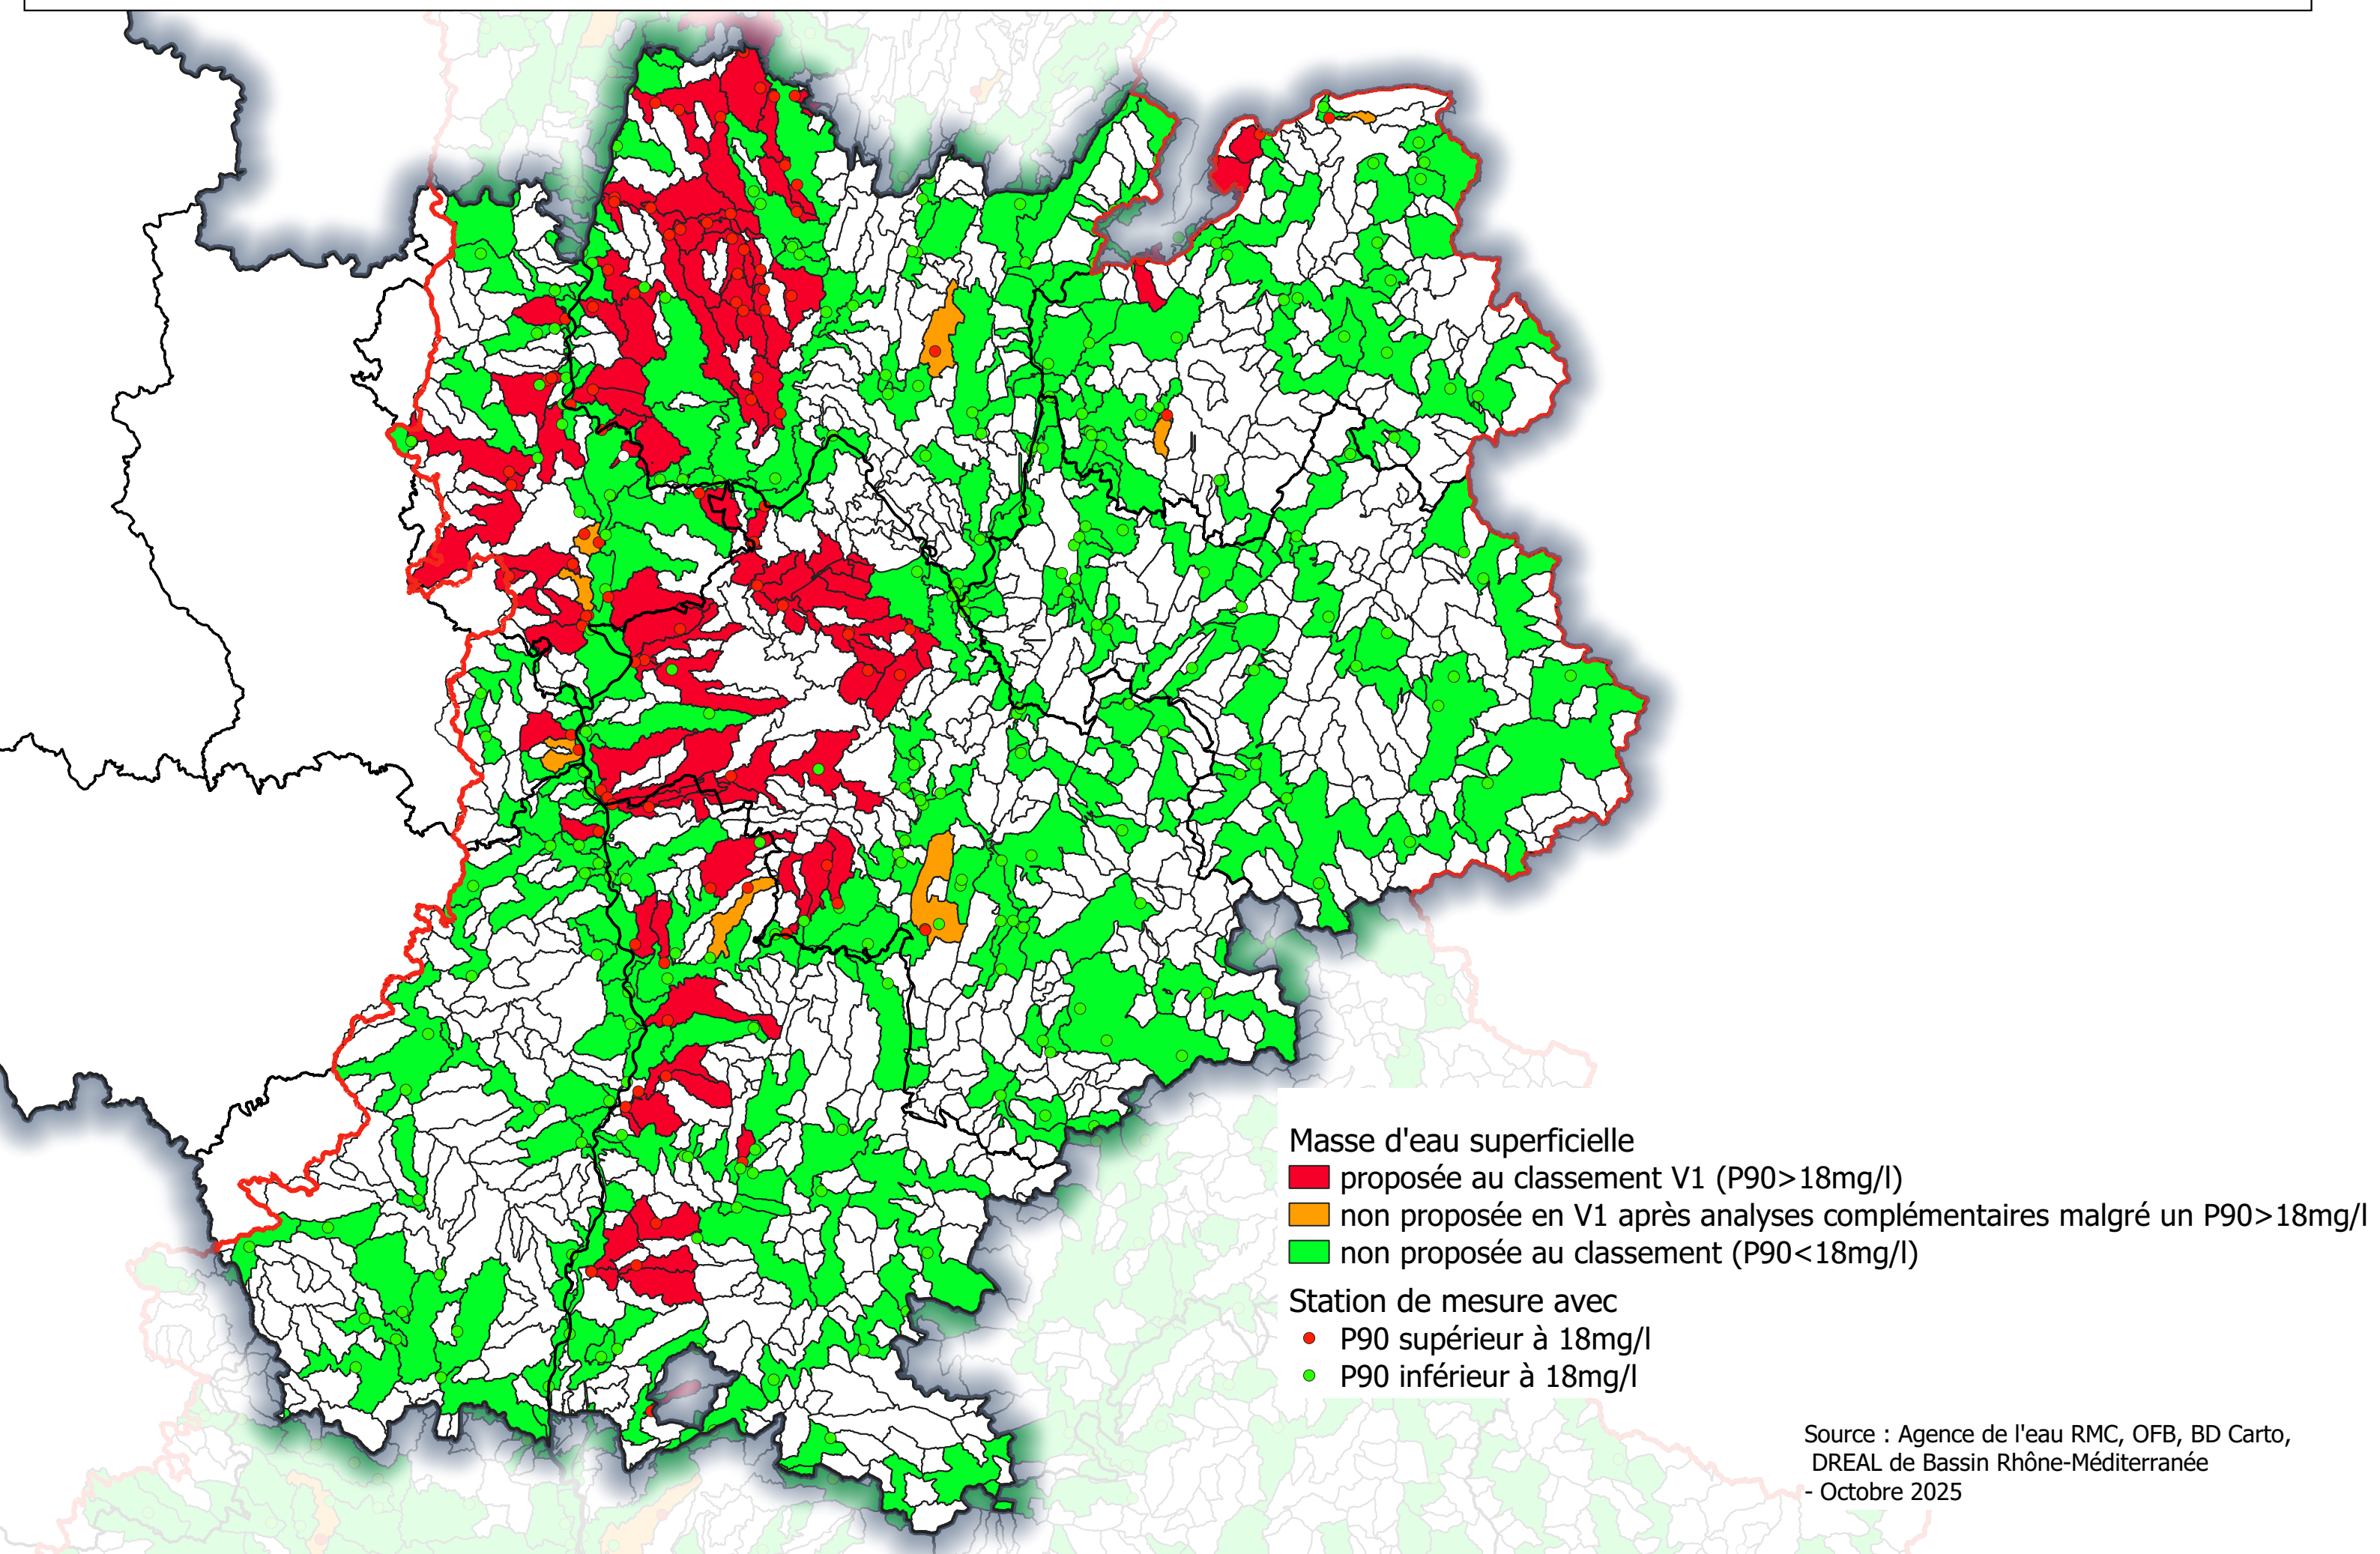 Masse d'eau superficielle
proposée au classement V1 (P90>18mg/l)
non proposée en V1 après analyses complémentaires malgré un P90>18mg/l
non proposée au classement (P90<18mg/l)
Station de mesure avec
P90 supérieur à 18mg/l
P90 inférieur à 18mg/l
Source : Agence de l'eau RMC, OFB, BD Carto,
DREAL de Bassin Rhône-Méditerranée
- Octobre 2025